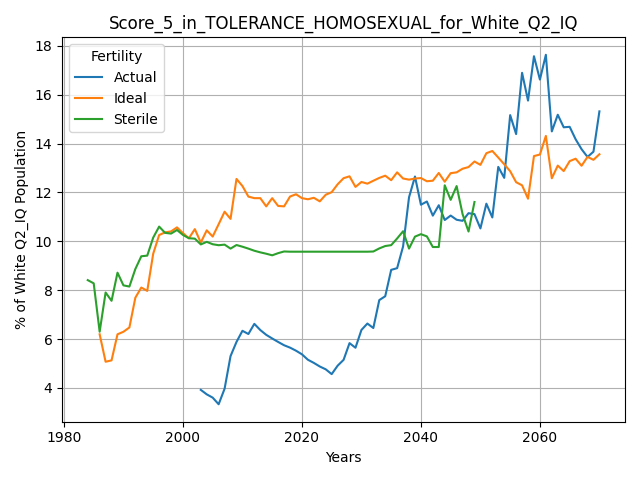 Score_5_in_TOLERANCE_HOMOSEXUAL_for_White_Q2_IQ
Fertility
Actual
Ideal
Sterile
% of White Q2_IQ Population
18
16
14
12
10
8
6
4
1980
2000
2020
2040
2060
Years